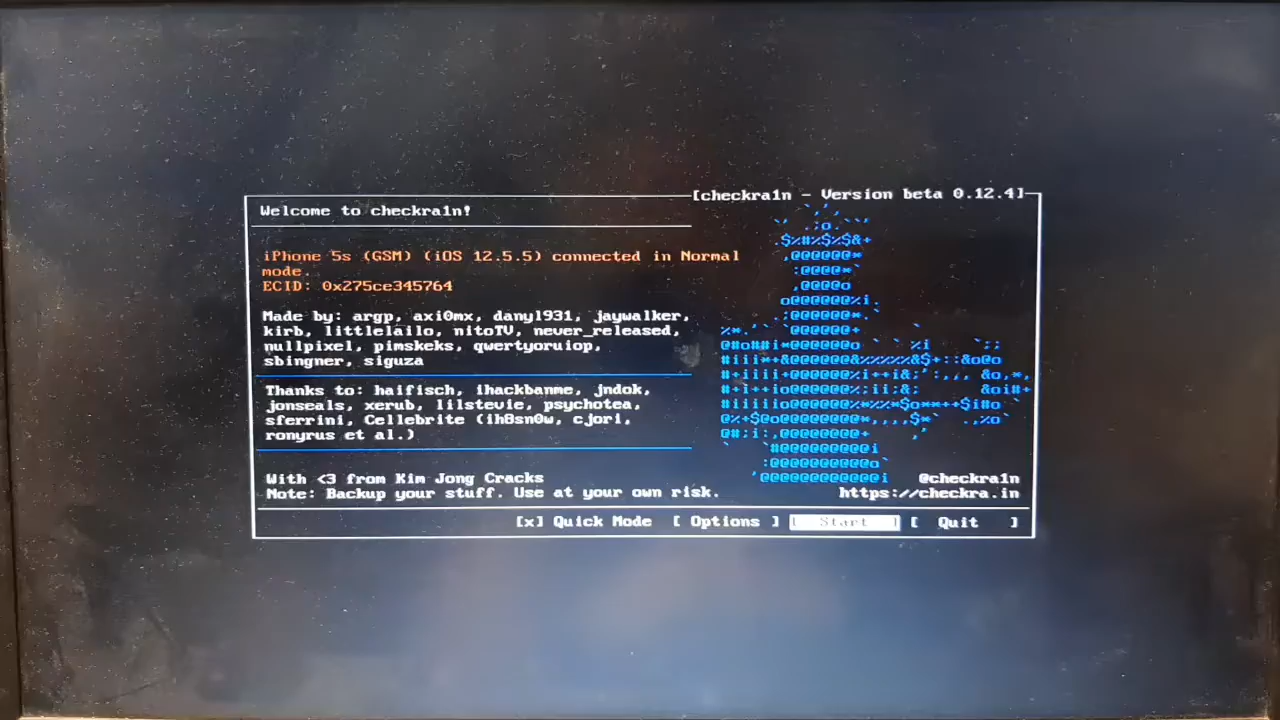 [checkra1n - Version beta 0.12.4]
Welcome to checkra1n!
iPhone 5s (GSM) (iOS 12.5.5) connected in Normal
mode.
ECID: 0x275ce345764
Made by: argp, axi0mx, danyl931, jaywalker,
kirb, littlelailo, nitoTV, never_released,
nullpixel, pimskeks, qwertyoruiop,
sbingner, siguza
Thanks to: haifisch, ihackbanme, jndok,
jonseals, xerub, lilstevie, psychotea,
sferrini, Cellebrite (ih8sn0w, cjori,
ronyrus et al.)
With <3 from Kim Jong Cracks
Note: Backup your stuff. Use at your own risk.
@checkra1n
https://checkra.in
[x] Quick Mode [ Options ] [ Start ] [ Quit ]